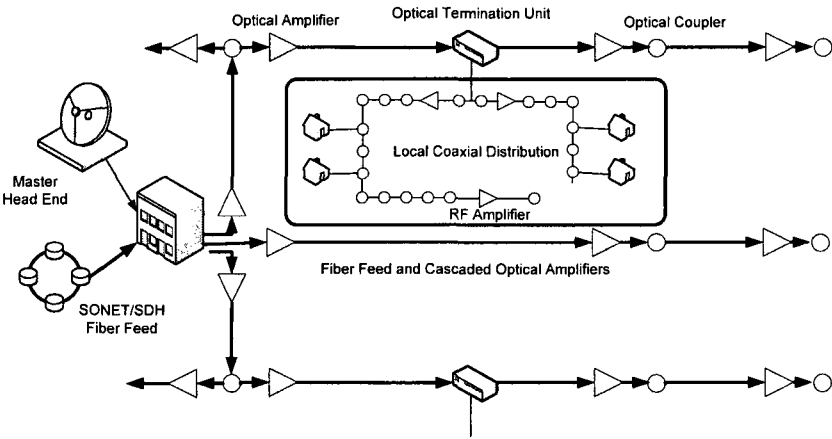 Optical Amplifier
Optical Termination Unit
Optical Coupler
Local Coaxial Distribution
Master
Head End
RF Amplifier
Fiber Feed and Cascaded Optical Amplifiers
SONET/SDH
Fiber Feed